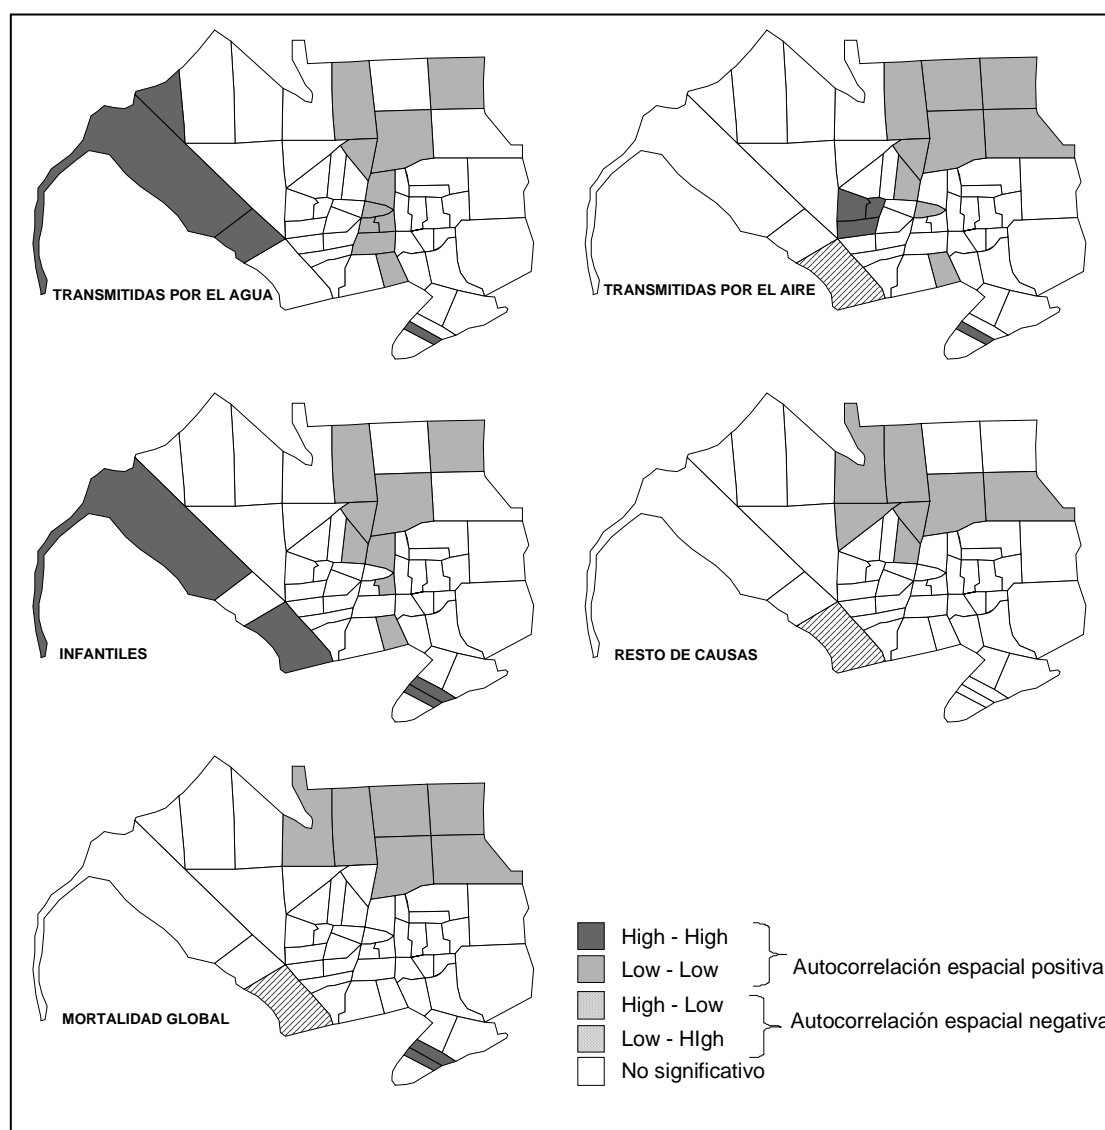 TRANSMITIDAS POR EL AGUA
TRANSMITIDAS POR EL AIRE
INFANTILES
RESTO DE CAUSAS
MORTALIDAD GLOBAL
High - High
Low - Low
Autocorrelación espacial positiva
High - Low
Low - HIgh
Autocorrelación espacial negativa
No significativo